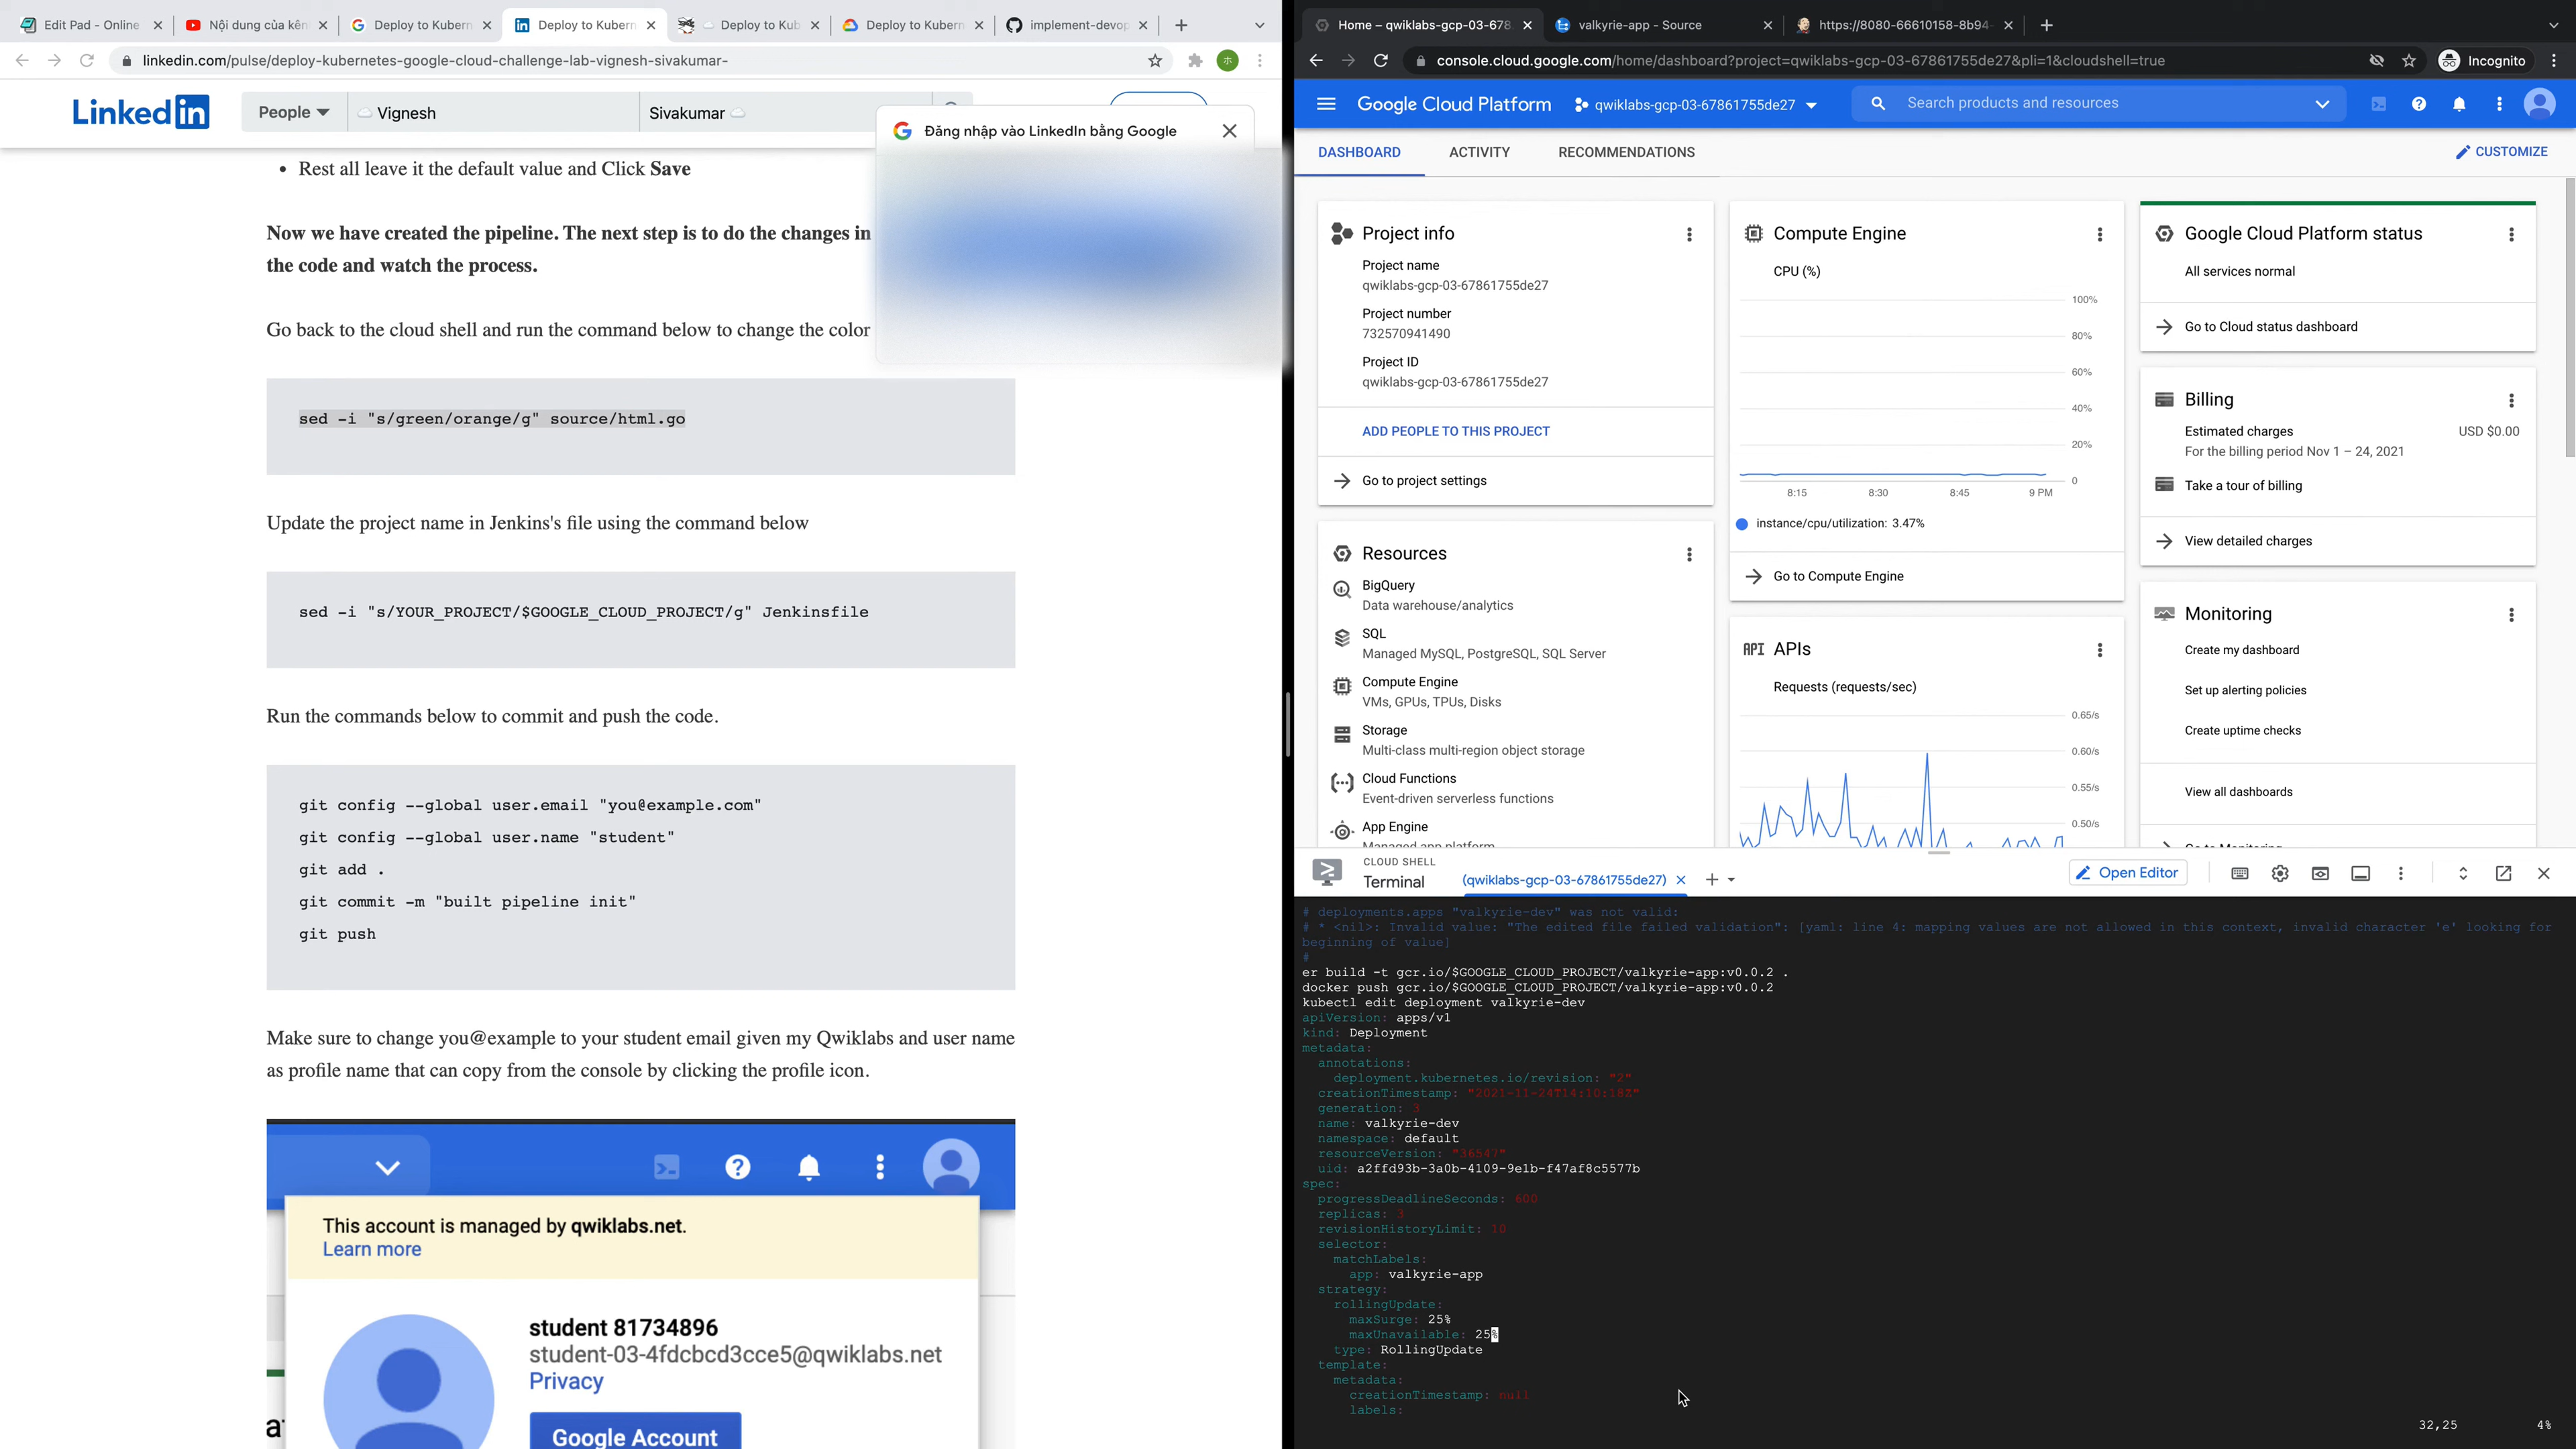 Edit Pad - Online
Nội dung của kên
Deploy to Kubern
Deploy to Kubern
Deploy to Kub
Deploy to Kubern
implement-devop
linkedin.com/pulse/deploy-kubernetes-google-cloud-challenge-lab-vignesh-sivakumar-
LinkedIn
People
Vignesh
Sivakumar
Đăng nhập vào LinkedIn bằng Google
• Rest all leave it the default value and Click Save
Now we have created the pipeline. The next step is to do the changes in
the code and watch the process.
Go back to the cloud shell and run the command below to change the color
sed -i "s/green/orange/g" source/html.go
Update the project name in Jenkins's file using the command below
sed -i "s/YOUR_PROJECT/$GOOGLE_CLOUD_PROJECT/g" Jenkinsfile
Run the commands below to commit and push the code.
git config --global user.email "you@example.com"
git config --global user.name "student"
git add .
git commit -m "built pipeline init"
git push
Make sure to change you@example to your student email given my Qwiklabs and user name
as profile name that can copy from the console by clicking the profile icon.
This account is managed by qwiklabs.net.
Learn more
student 81734896
student-03-4fdcbcd3cce5@qwiklabs.net
Privacy
Google Account
Home – qwiklabs-gcp-03-678
valkyrie-app - Source
https://8080-66610158-8b94-
console.cloud.google.com/home/dashboard?project=qwiklabs-gcp-03-67861755de27&pli=1&cloudshell=true
Incognito
Google Cloud Platform
qwiklabs-gcp-03-67861755de27
Search products and resources
DASHBOARD
ACTIVITY
RECOMMENDATIONS
CUSTOMIZE
Project info
Project name
qwiklabs-gcp-03-67861755de27
Project number
732570941490
Project ID
qwiklabs-gcp-03-67861755de27
ADD PEOPLE TO THIS PROJECT
Go to project settings
Resources
BigQuery
Data warehouse/analytics
SQL
Managed MySQL, PostgreSQL, SQL Server
Compute Engine
VMs, GPUs, TPUs, Disks
Storage
Multi-class multi-region object storage
Cloud Functions
Event-driven serverless functions
App Engine
Managed app platform
Compute Engine
CPU (%)
100%
80%
60%
40%
20%
0
8:15
8:30
8:45
9 PM
instance/cpu/utilization: 3.47%
Go to Compute Engine
API APIs
Requests (requests/sec)
0.65/s
0.60/s
0.55/s
0.50/s
Google Cloud Platform status
All services normal
Go to Cloud status dashboard
Billing
Estimated charges
USD $0.00
For the billing period Nov 1 – 24, 2021
Take a tour of billing
View detailed charges
Monitoring
Create my dashboard
Set up alerting policies
Create uptime checks
View all dashboards
Go to Monitoring
CLOUD SHELL
Terminal
(qwiklabs-gcp-03-67861755de27)
Open Editor
# deployments.apps "valkyrie-dev" was not valid:
# * <nil>: Invalid value: "The edited file failed validation": [yaml: line 4: mapping values are not allowed in this context, invalid character 'e' looking for
beginning of value]
#
er build -t gcr.io/$GOOGLE_CLOUD_PROJECT/valkyrie-app:v0.0.2 .
docker push gcr.io/$GOOGLE_CLOUD_PROJECT/valkyrie-app:v0.0.2
kubectl edit deployment valkyrie-dev
apiVersion: apps/v1
kind: Deployment
metadata:
annotations:
deployment.kubernetes.io/revision: "2"
creationTimestamp: "2021-11-24T14:10:18Z"
generation: 3
name: valkyrie-dev
namespace: default
resourceVersion: "36547"
uid: a2ffd93b-3a0b-4109-9e1b-f47af8c5577b
spec:
progressDeadlineSeconds: 600
replicas: 3
revisionHistoryLimit: 10
selector:
matchLabels:
app: valkyrie-app
strategy:
rollingUpdate:
maxSurge: 25%
maxUnavailable: 25%
type: RollingUpdate
template:
metadata:
creationTimestamp: null
labels:
32,25
4%